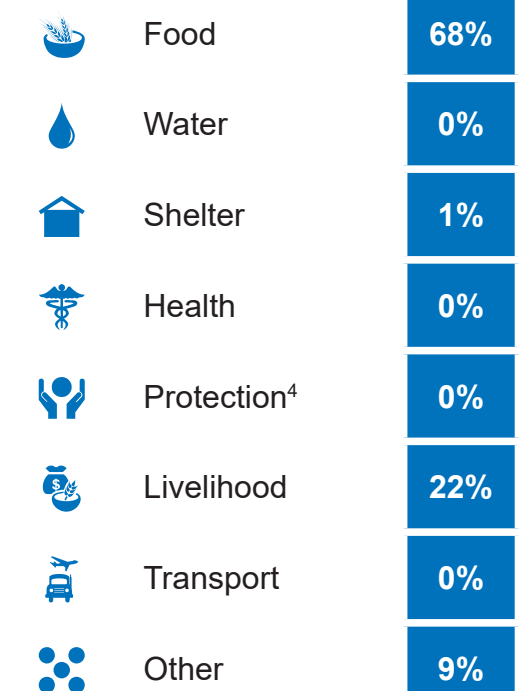 Food 68%
Water 0%
Shelter 1%
Health 0%
Protection⁴ 0%
$ Livelihood 22%
Transport 0%
Other 9%